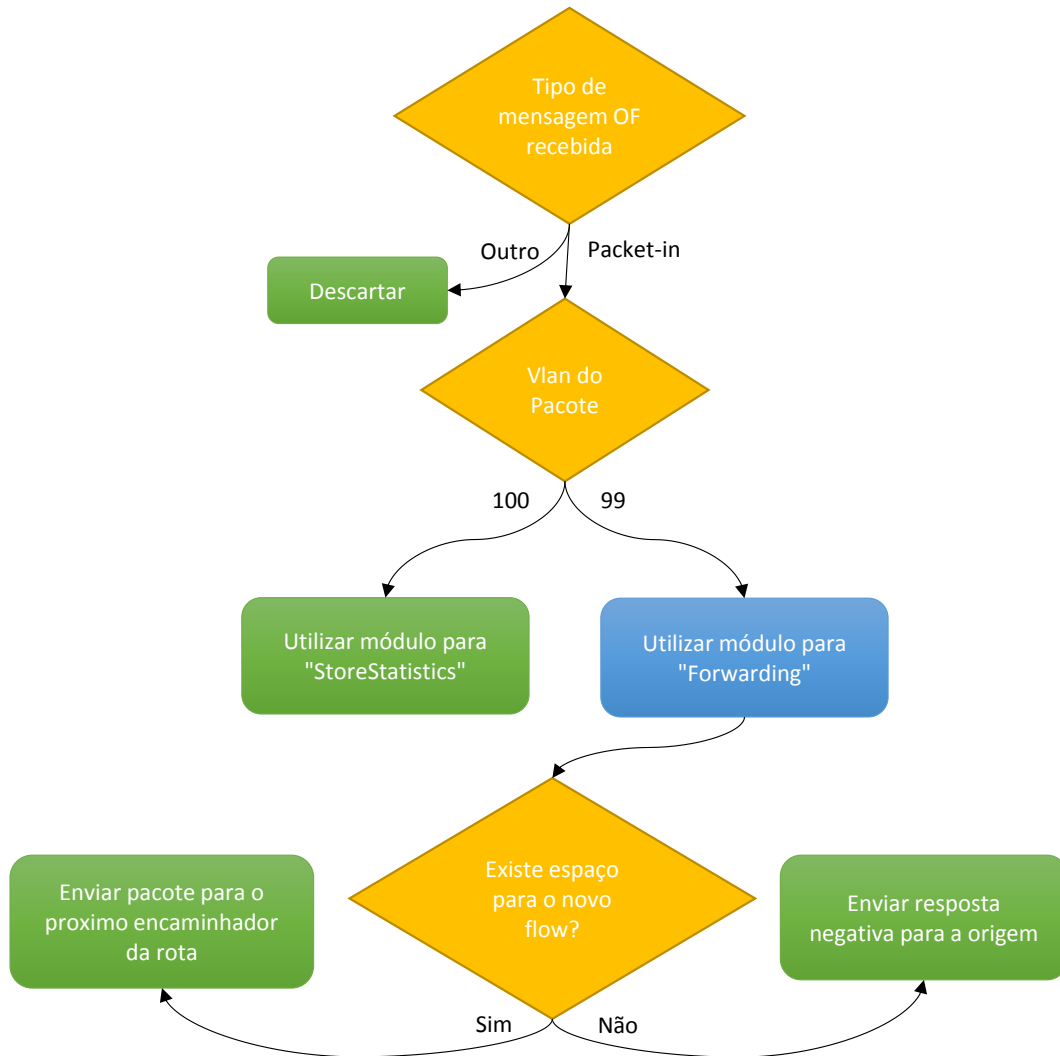 Tipo de
mensagem OF
recebida
Outro
Packet-in
Descartar
Vlan do
Pacote
100
99
Utilizar módulo para
"StoreStatistics"
Utilizar módulo para
"Forwarding"
Existe espaço
para o novo
flow?
Enviar pacote para o
proximo encaminhador
da rota
Enviar resposta
negativa para a origem
Sim
Não